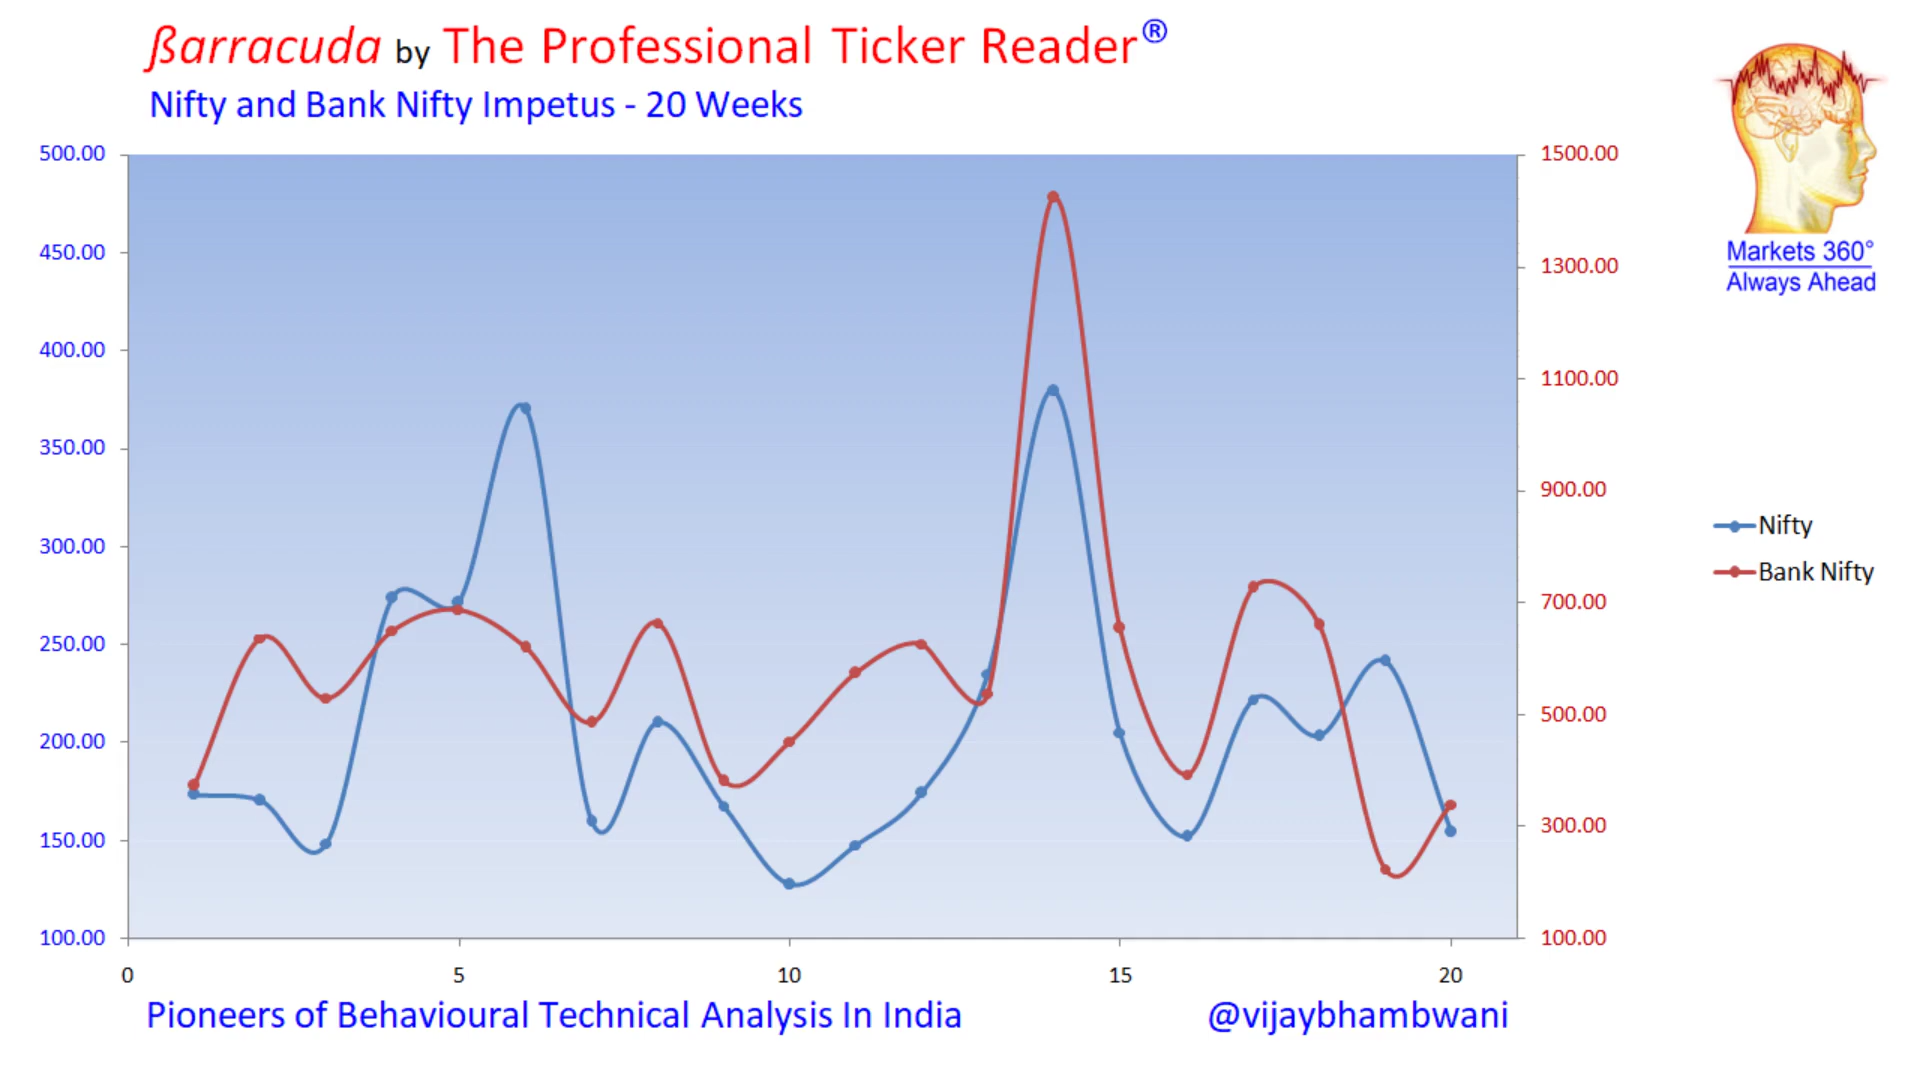 ßarracuda by The Professional Ticker Reader®
Nifty and Bank Nifty Impetus - 20 Weeks
Markets 360°
Always Ahead
500.00
450.00
400.00
350.00
300.00
250.00
200.00
150.00
100.00
1500.00
1300.00
1100.00
900.00
700.00
500.00
300.00
100.00
Nifty
Bank Nifty
0 5 10 15 20
Pioneers of Behavioural Technical Analysis In India @vijaybhambwani